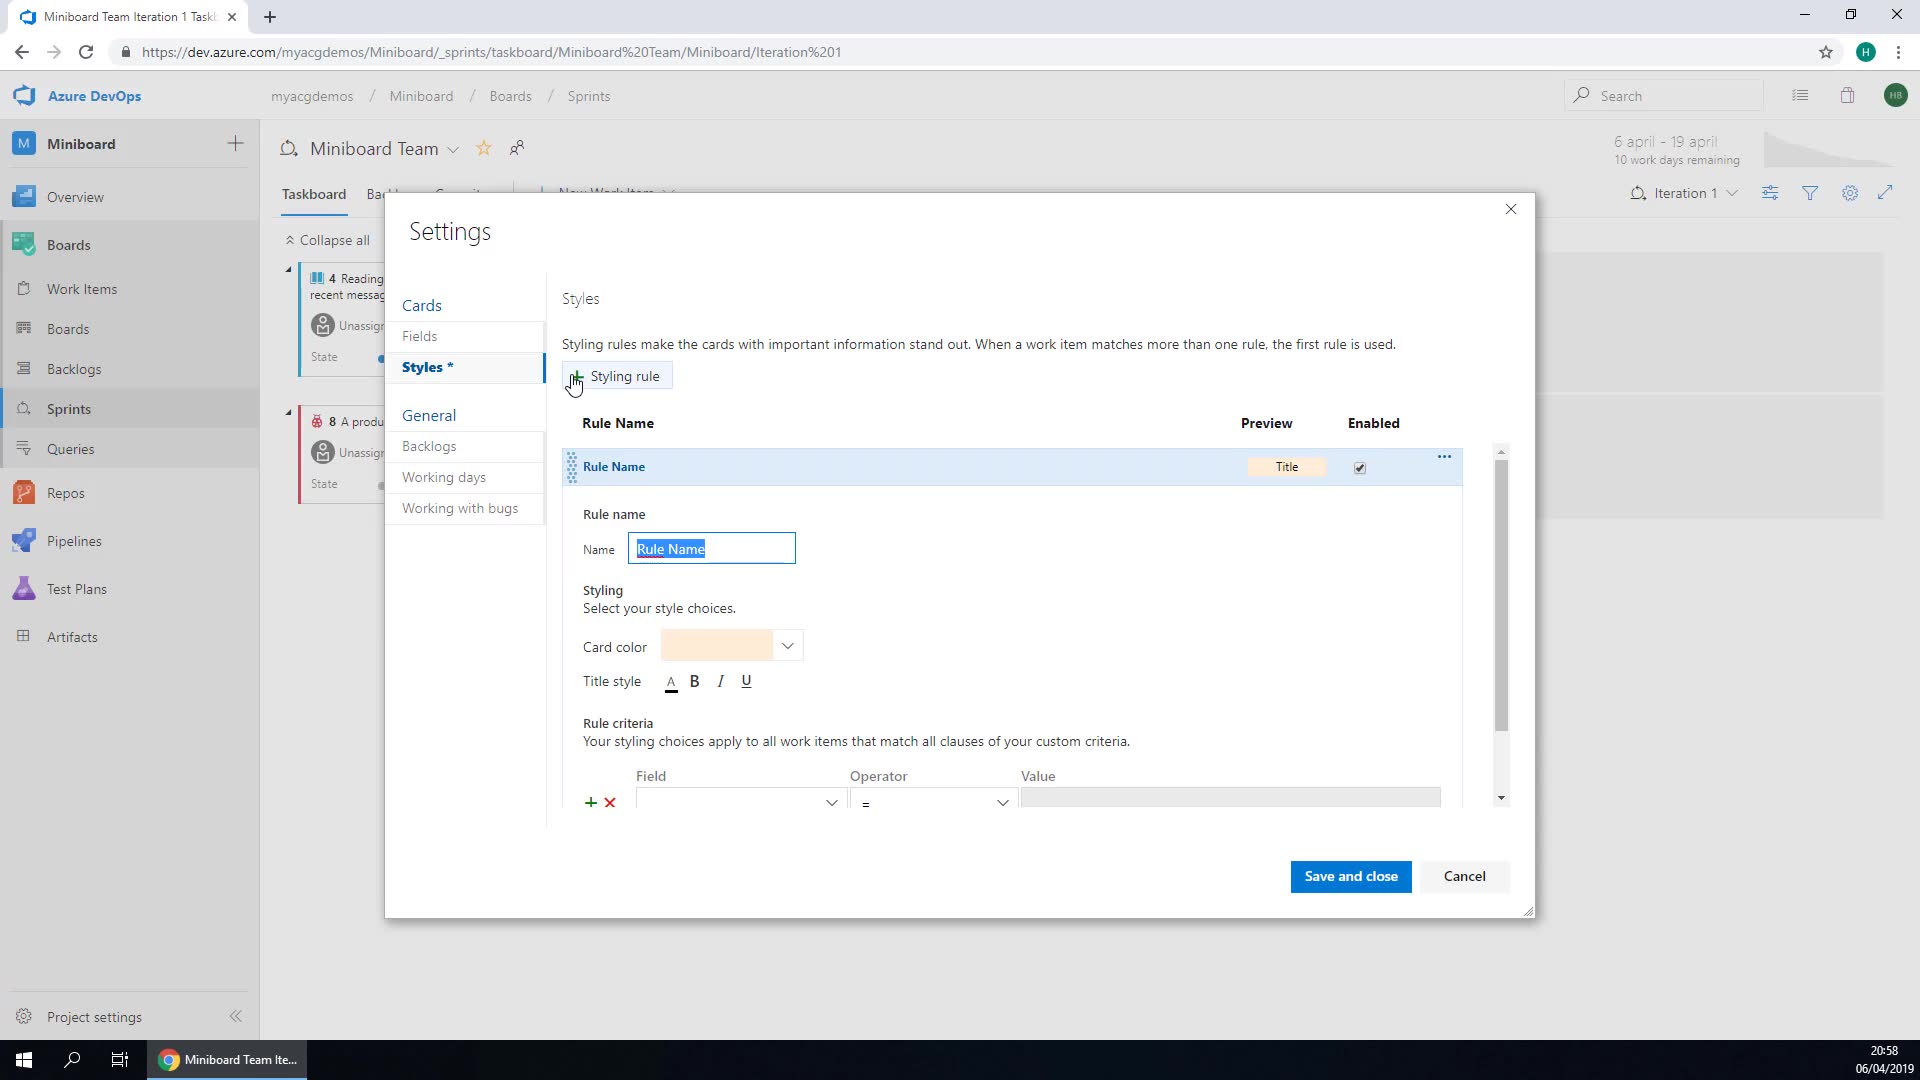 Miniboard Team Iteration 1 Taskb
https://dev.azure.com/myacgdemos/Miniboard/_sprints/taskboard/Miniboard%20Team/Miniboard/Iteration%201
H
Azure DevOps
myacgdemos / Miniboard / Boards / Sprints
Search
HB
M Miniboard
Miniboard Team
6 april - 19 april
10 work days remaining
Overview
Taskboard
New Work Item
Iteration 1
Boards
Collapse all
Work Items
Boards
Backlogs
Sprints
Queries
Repos
Pipelines
Test Plans
Artifacts
4 Reading
recent messag
Unassign
State
8 A produ
Unassign
State
Settings
Cards
Fields
Styles *
General
Backlogs
Working days
Working with bugs
Styles
Styling rules make the cards with important information stand out. When a work item matches more than one rule, the first rule is used.
Styling rule
Rule Name Preview Enabled
Rule Name Title
Rule name
Name Rule Name
Styling
Select your style choices.
Card color
Title style A B I U
Rule criteria
Your styling choices apply to all work items that match all clauses of your custom criteria.
Field Operator Value
=
Save and close Cancel
Project settings
Miniboard Team Ite...
20:58
06/04/2019